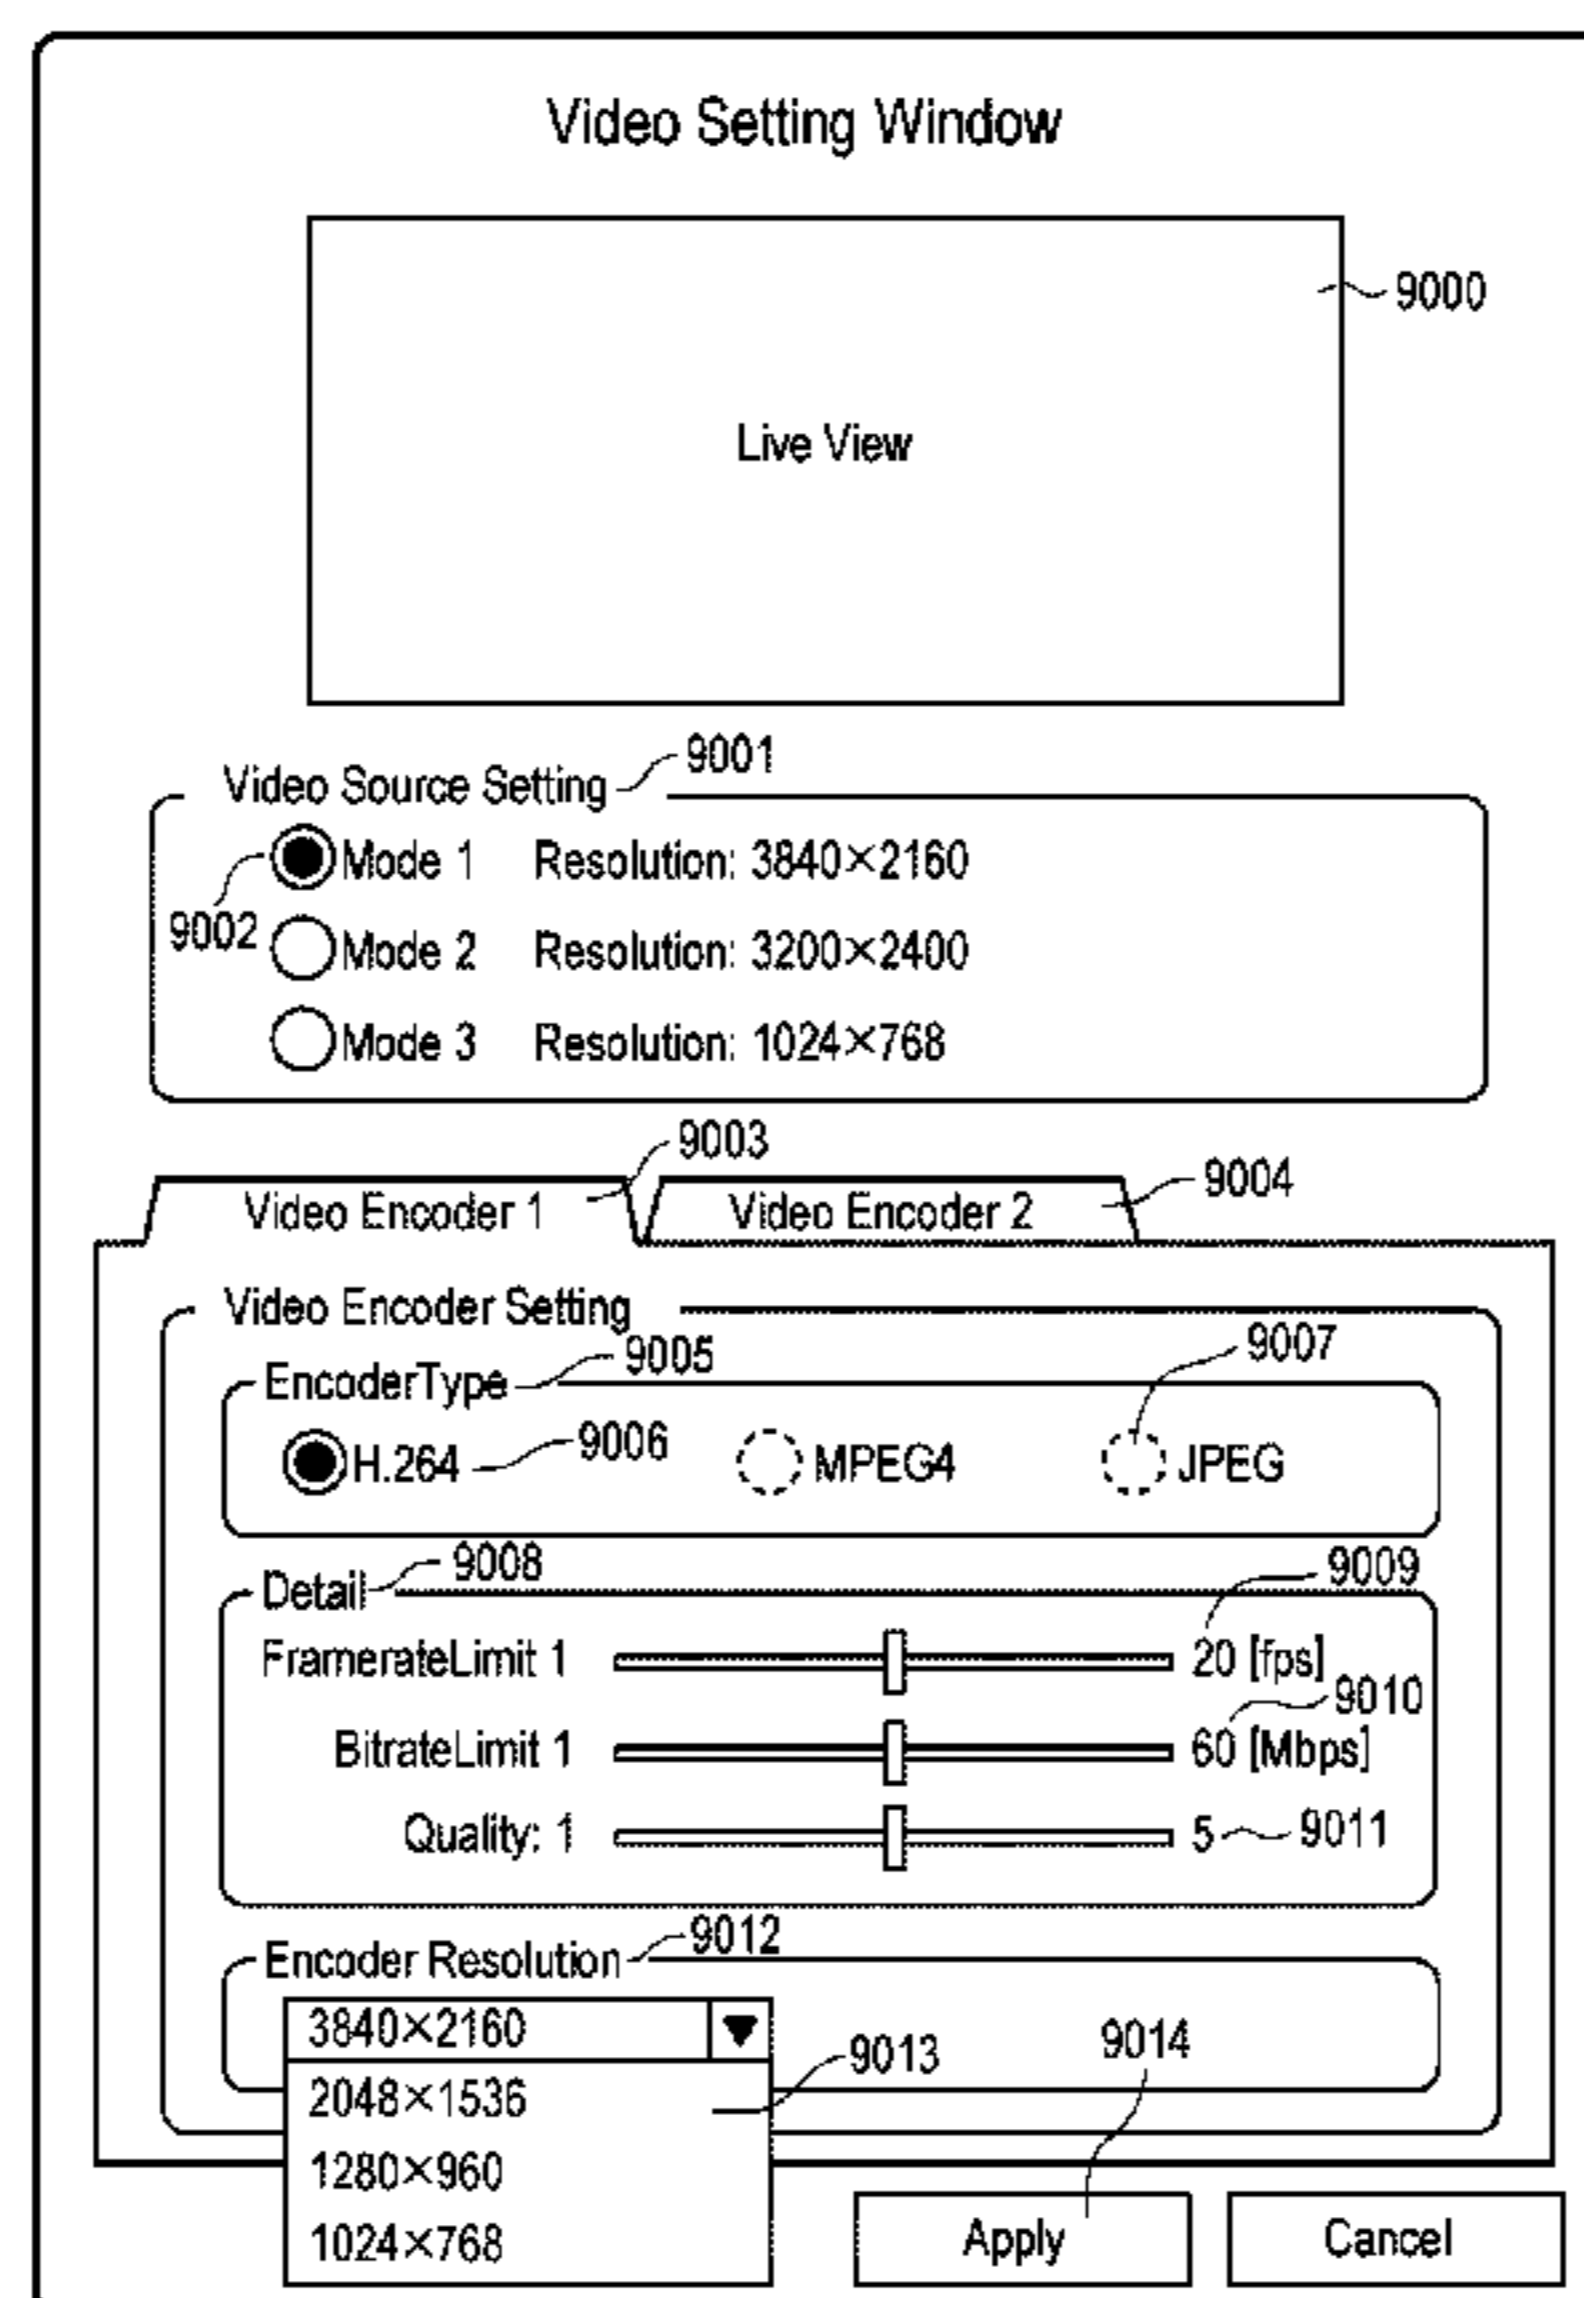 Video Setting Window
9000
Live View
Video Source Setting 9001
Mode 1 Resolution: 3840×2160
9002
Mode 2 Resolution: 3200×2400
Mode 3 Resolution: 1024×768
9003
9004
Video Encoder 1 Video Encoder 2
Video Encoder Setting
EncoderType 9005 9007
H.264 9006 MPEG4 JPEG
Detail 9008 9009
FramerateLimit 1 20 [fps]
9010
BitrateLimit 1 60 [Mbps]
Quality: 1 5 9011
Encoder Resolution 9012
3840×2160
9013 9014
2048×1536
1280×960
1024×768
Apply Cancel